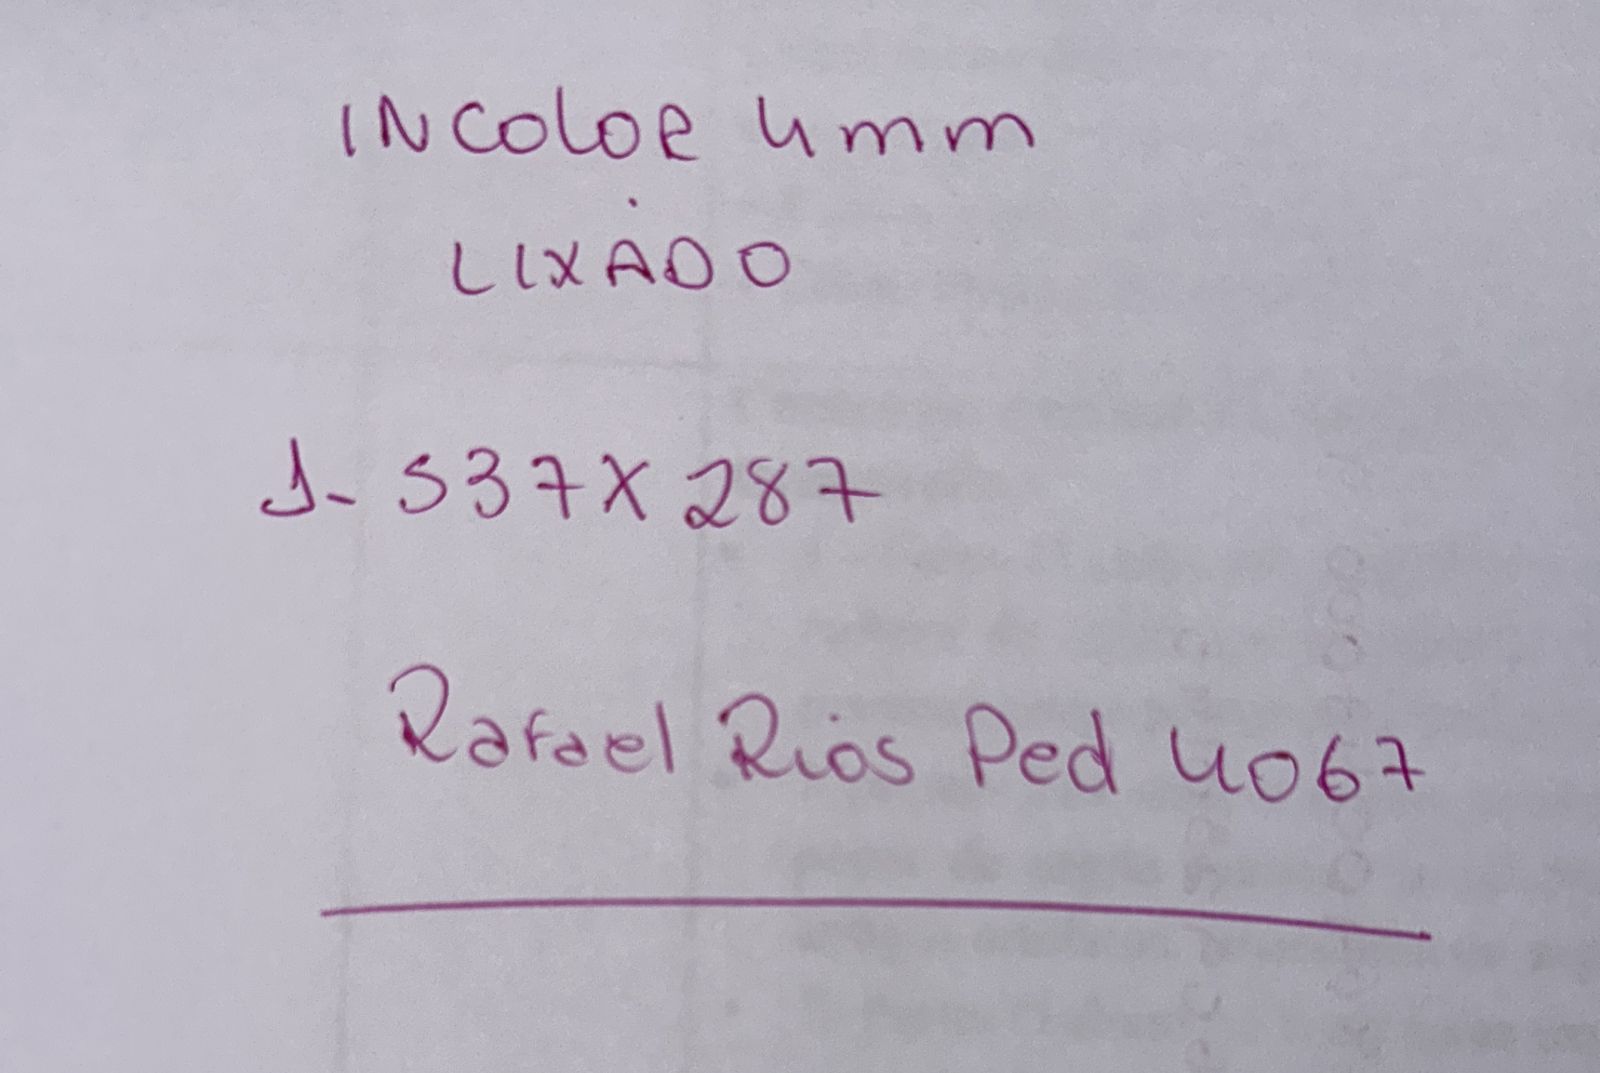 INColoR 4mm
LIXADO
1- 537X287
Rafael Rios Ped 4067